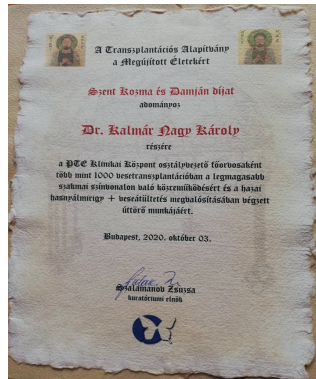 A Transzplantációs Alapítvány
a Megújított Életekért
Szent Kozma és Damján díjat
adományoz
Dr. Kalmár Nagy Károly
részére
a PTE Klinikai Központ osztályvezető főorvosaként
több mint 1000 vesetranszplantációban a legmagasabb
szakmai színvonalon való közreműködésért és a hazai
hasnyálmirigy + veseátültetés megvalósításában végzett
úttörő munkájáért.
Budapest, 2020. október 03.
Szalamanov Zsuzsa
kuratóriumi elnök